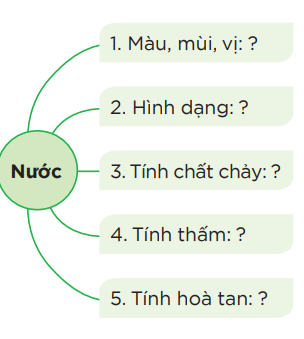 1. Màu, mùi, vị: ?
2. Hình dạng: ?
Nước
3. Tính chất chảy: ?
4. Tính thấm: ?
5. Tính hoà tan: ?